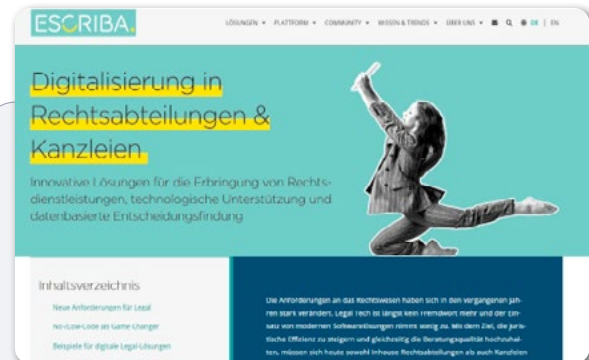 ESCRIBA.
LÖSUNGEN PLATTFORM COMMUNITY WISSEN & TRENDS ÜBER UNS DE | EN
Digitalisierung in
Rechtsabteilungen &
Kanzleien
Innovative Lösungen für die Erbringung von Rechts-
dienstleistungen, technologische Unterstützung und
datenbasierte Entscheidungsfindung
Inhaltsverzeichnis
Neue Anforderungen für Legal
No-/Low-Code als Game Changer
Beispiele für digitale Legal-Lösungen
Die Anforderungen an das Rechtswesen haben sich in den vergangenen Jah-
ren stark verändert. Legal Tech ist längst kein Fremdwort mehr und der Ein-
satz von modernen Softwarelösungen nimmt stetig zu. Mit dem Ziel, die juris-
tische Effizienz zu steigern und gleichzeitig die Beratungsqualität hochzuhal-
ten, müssen sich heute sowohl Inhouse Rechtsabteilungen als auch Kanzleien